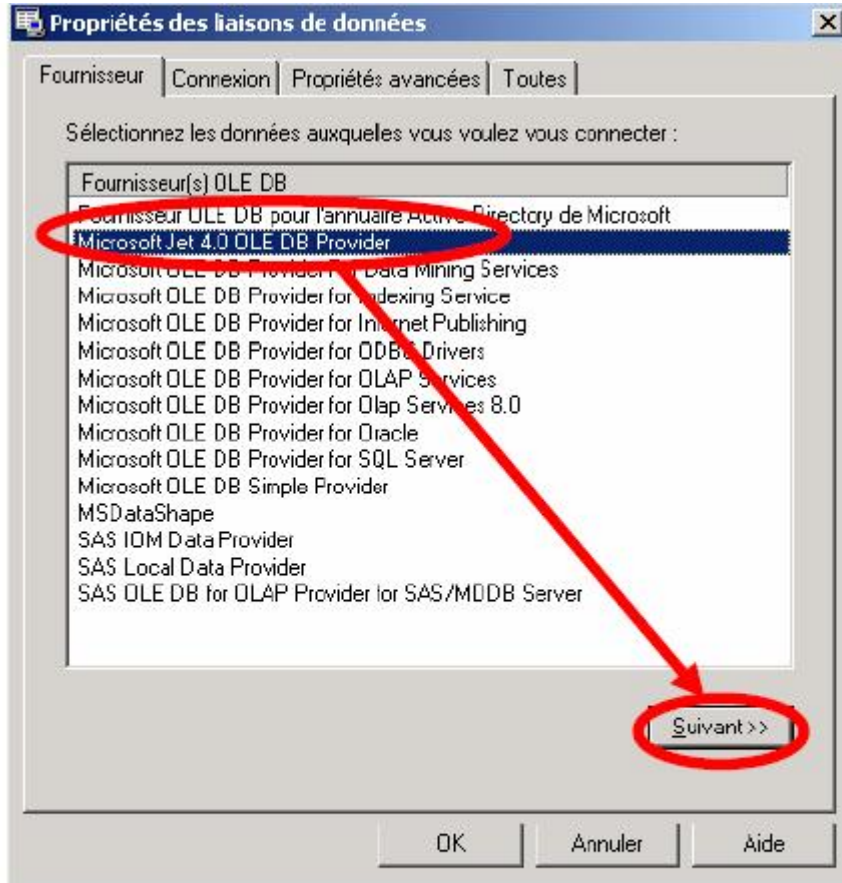 Propriétés des liaisons de données
Fournisseur Connexion Propriétés avancées Toutes
Sélectionnez les données auxquelles vous voulez vous connecter :
Fournisseur(s) OLE DB
Fournisseur OLE DB pour l'annuaire Active Directory de Microsoft
Microsoft Jet 4.0 OLE DB Provider
Microsoft OLE DB Provider For Data Mining Services
Microsoft OLE DB Provider for Indexing Service
Microsoft OLE DB Provider for Internet Publishing
Microsoft OLE DB Provider for ODBC Drivers
Microsoft OLE DB Provider for OLAP Services
Microsoft OLE DB Provider for Olap Services 8.0
Microsoft OLE DB Provider for Oracle
Microsoft OLE DB Provider for SQL Server
Microsoft OLE DB Simple Provider
MSDataShape
SAS IOM Data Provider
SAS Local Data Provider
SAS OLE DB for OLAP Provider for SAS/MDDB Server
Suivant >>
OK Annuler Aide